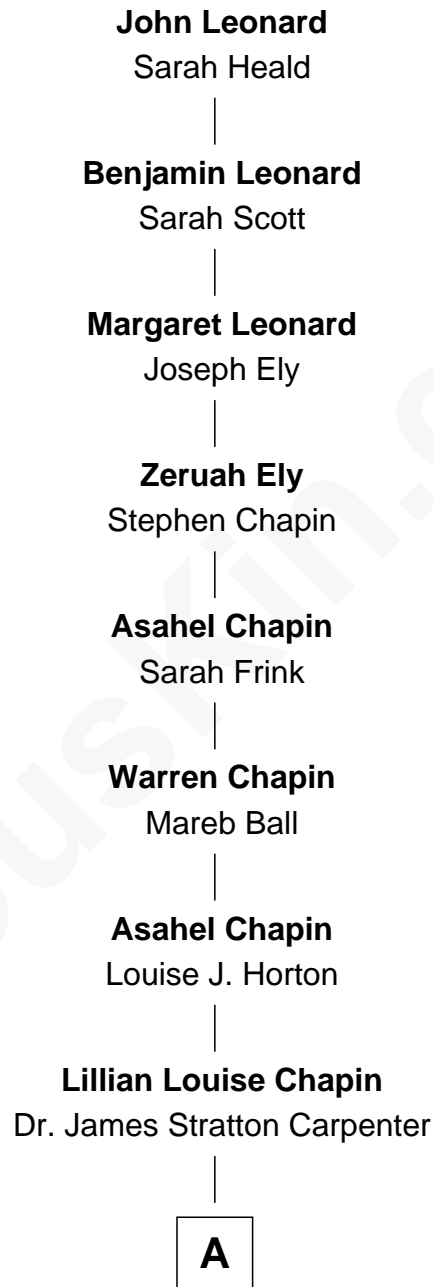 John Leonard
Sarah Heald
Benjamin Leonard
Sarah Scott
Margaret Leonard
Joseph Ely
Zeruah Ely
Stephen Chapin
Asahel Chapin
Sarah Frink
Warren Chapin
Mareb Ball
Asahel Chapin
Louise J. Horton
Lillian Louise Chapin
Dr. James Stratton Carpenter
A